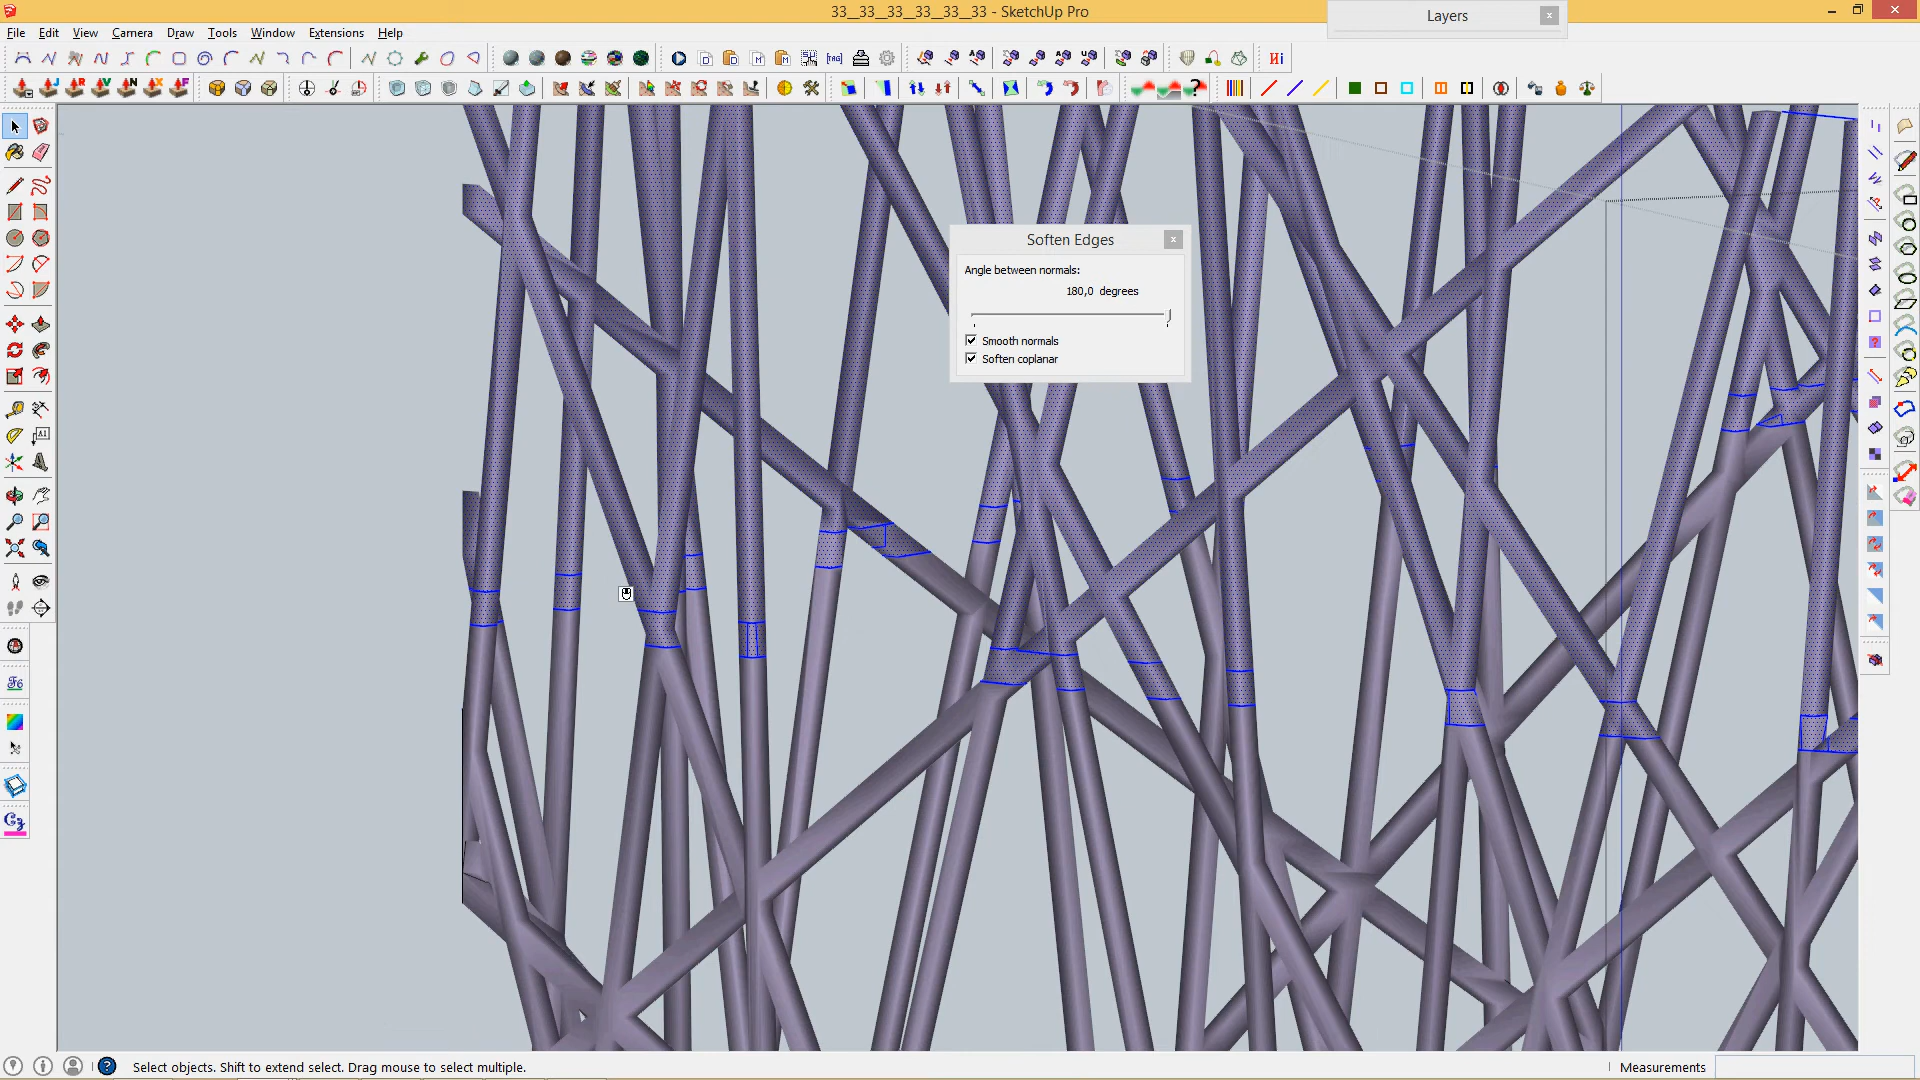 33__33__33__33__33__33 - SketchUp Pro
Layers
File Edit View Camera Draw Tools Window Extensions Help
Soften Edges
Angle between normals:
180,0 degrees
Smooth normals
Soften coplanar
Select objects. Shift to extend select. Drag mouse to select multiple.
Measurements